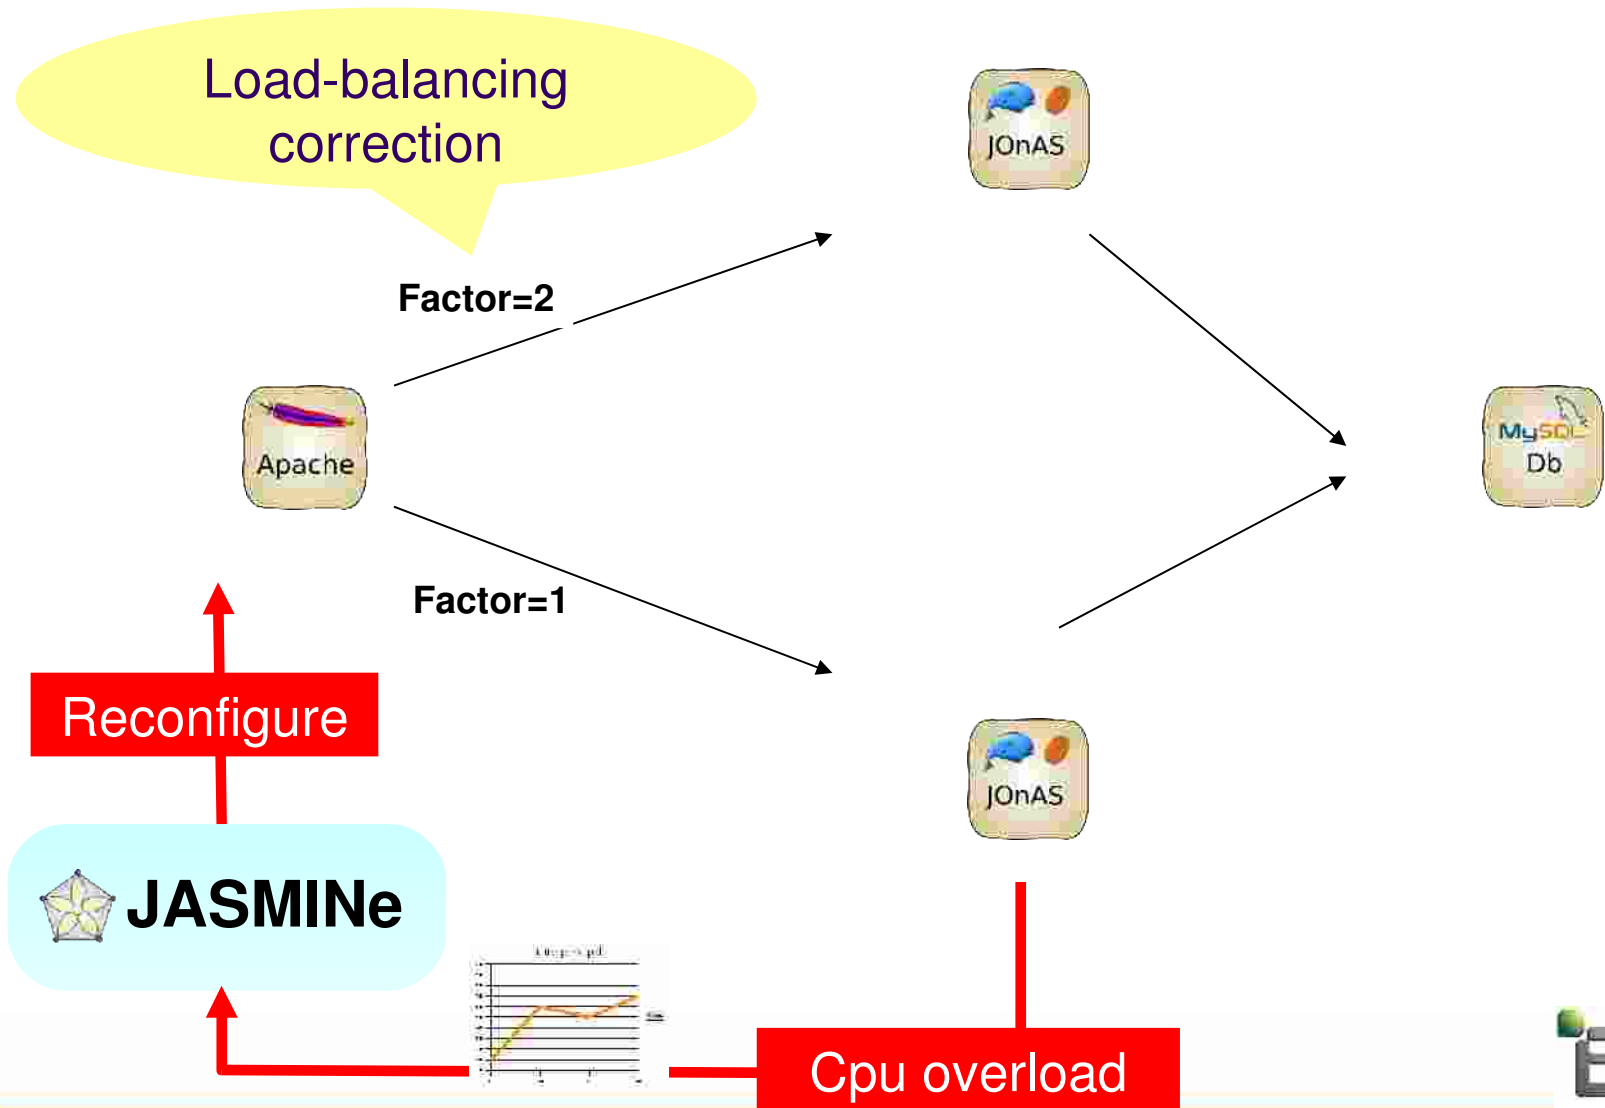 Load-balancing
correction
JOnAS
Factor=2
Apache
MySQL
Db
Factor=1
Reconfigure
JOnAS
JASMINe
Cpu overload